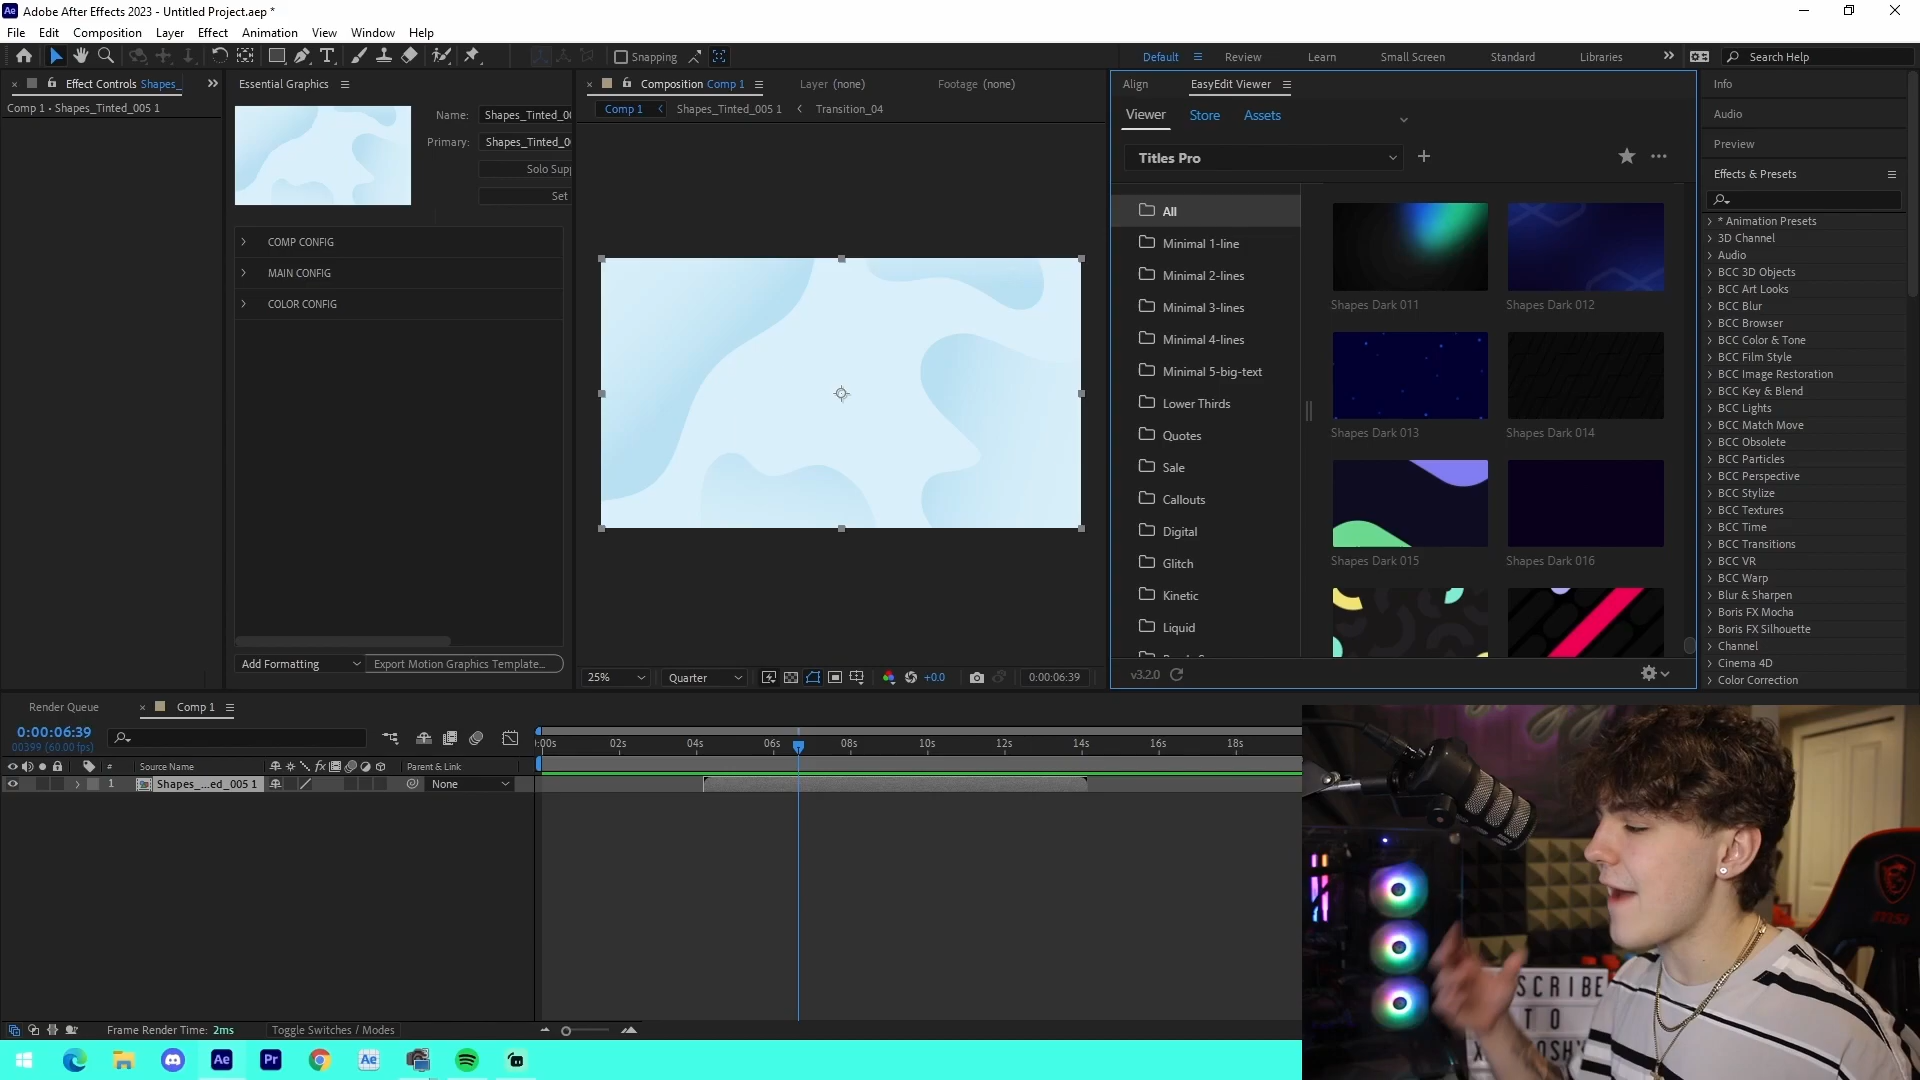 Ae Adobe After Effects 2023 - Untitled Project.aep *
File Edit Composition Layer Effect Animation View Window Help
Snapping
Default Review Learn Small Screen Standard Libraries Search Help
Effect Controls Shapes_
Comp 1 • Shapes_Tinted_005 1
Essential Graphics
Name: Shapes_Tinted_00
Primary: Shapes_Tinted_0
Solo Supp
Set
COMP CONFIG
MAIN CONFIG
COLOR CONFIG
Add Formatting Export Motion Graphics Template...
Composition Comp 1 Layer (none) Footage (none)
Comp 1 Shapes_Tinted_005 1 Transition_04
25% Quarter +0.0 0:00:06:39
Align EasyEdit Viewer
Viewer Store Assets
Titles Pro
All
Minimal 1-line
Minimal 2-lines
Minimal 3-lines
Minimal 4-lines
Minimal 5-big-text
Lower Thirds
Quotes
Sale
Callouts
Digital
Glitch
Kinetic
Liquid
Shapes Dark 011 Shapes Dark 012
Shapes Dark 013 Shapes Dark 014
Shapes Dark 015 Shapes Dark 016
v3.2.0
Info
Audio
Preview
Effects & Presets
* Animation Presets
3D Channel
Audio
BCC 3D Objects
BCC Art Looks
BCC Blur
BCC Browser
BCC Color & Tone
BCC Film Style
BCC Image Restoration
BCC Key & Blend
BCC Lights
BCC Match Move
BCC Obsolete
BCC Particles
BCC Perspective
BCC Stylize
BCC Textures
BCC Time
BCC Transitions
BCC VR
BCC Warp
Blur & Sharpen
Boris FX Mocha
Boris FX Silhouette
Channel
Cinema 4D
Color Correction
Render Queue Comp 1
0:00:06:39
00399 (60.00 fps)
:00s 02s 04s 06s 08s 10s 12s 14s 16s 18s
# Source Name fx Parent & Link
1 Shapes_...ed_005 1 None
Frame Render Time: 2ms Toggle Switches / Modes
Ae Pr Ae
msi
SCRIBE
TO